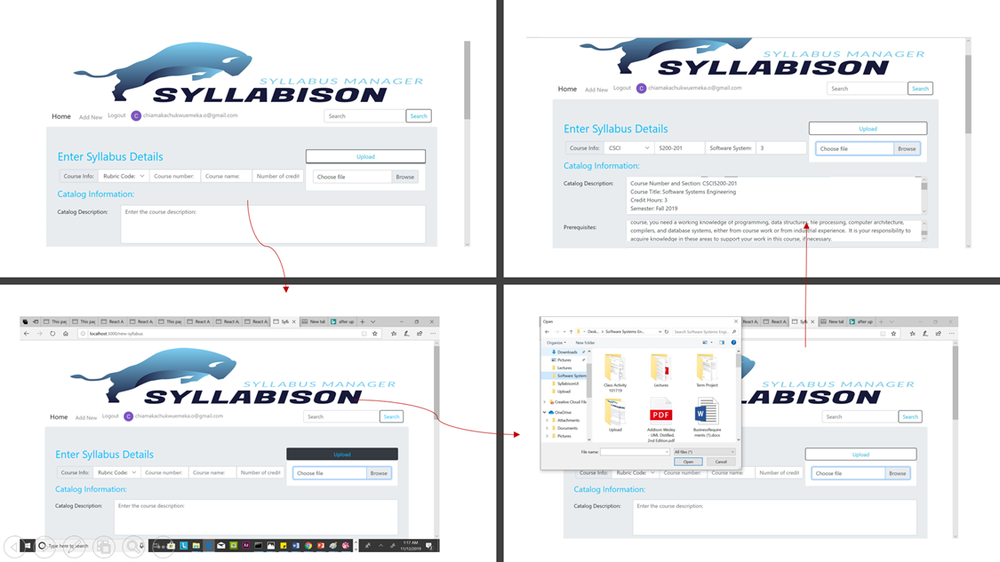 SYLLABUS MANAGER
SYLLABISON
Home Add New Logout C chiamakachukwuemeka.o@gmail.com Search Search
Enter Syllabus Details
Upload
Course Info: Rubric Code: Course number: Course name: Number of credit
Choose file Browse
Catalog Information:
Catalog Description: Enter the course description:
SYLLABUS MANAGER
SYLLABISON
Home Add New Logout C chiamakachukwuemeka.o@gmail.com Search Search
Enter Syllabus Details
Upload
Course Info: CSCI 5200-201 Software System: 3
Choose file Browse
Catalog Information:
Catalog Description: Course Number and Section: CSCI5200-201
Course Title: Software Systems Engineering
Credit Hours: 3
Semester: Fall 2019
Prerequisites: course, you need a working knowledge of programming, data structures, file processing, computer architecture,
compilers, and database systems, either from course work or from industrial experience. It is your responsibility to
acquire knowledge in these areas to support your work in this course, if necessary.
This pag This pag React A React A This pag React A React A React A Sylla New tab after up
localhost:3000/new-syllabus
SYLLABUS MANAGER
SYLLABISON
Home Add New Logout C chiamakachukwuemeka.o@gmail.com Search Search
Enter Syllabus Details
Upload
Course Info: Rubric Code: Course number: Course name: Number of credit
Choose file Browse
Catalog Information:
Catalog Description: Enter the course description:
Type here to search
1:17 AM
11/12/2019
Open
Desk... Software Systems En... Search Software Systems Engi...
Organize New folder
Downloads
Pictures
Lectures
Software System
SyllabisonUI
Upload
Creative Cloud File
OneDrive
Attachments
Documents
Pictures
Class Activity
101719
Lectures
Term Project
Upload
PDF
Addison Wesley
- UML Distilled,
2nd Edition.pdf
W
BusinessRequire
ments (1).docx
File name: All files (*)
Open Cancel
React A React A Sylla New tab after up
SYLLABUS MANAGER
SYLLABISON
Search Search
Upload
Course Info: Rubric Code: Course number: Course name: Number of credit
Choose file Browse
Catalog Information:
Catalog Description: Enter the course description: